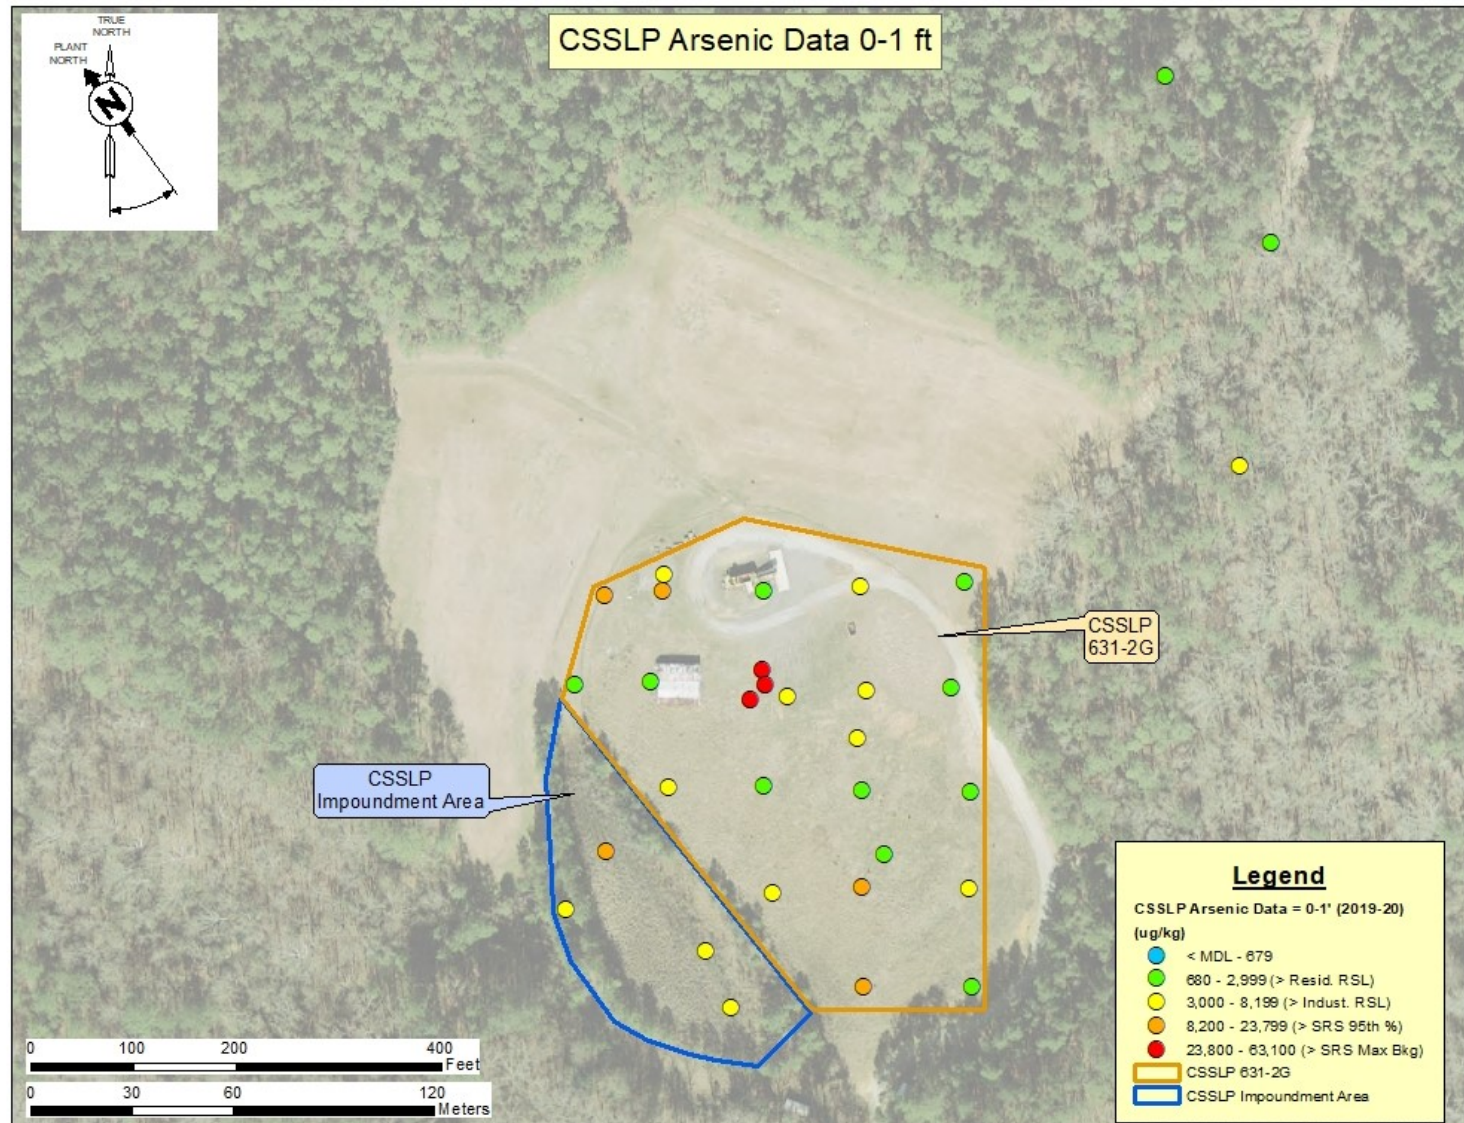 TRUE
NORTH
PLANT
NORTH
N
CSSLP Arsenic Data 0-1 ft
CSSLP
631-2G
CSSLP
Impoundment Area
Legend
CSSLP Arsenic Data = 0-1' (2019-20)
(ug/kg)
< MDL - 679
680 - 2,999 (> Resid. RSL)
3,000 - 8,199 (> Indust. RSL)
8,200 - 23,799 (> SRS 95th %)
23,800 - 63,100 (> SRS Max Bkg)
CSSLP 631-2G
CSSLP Impoundment Area
0 100 200 400
Feet
0 30 60 120
Meters